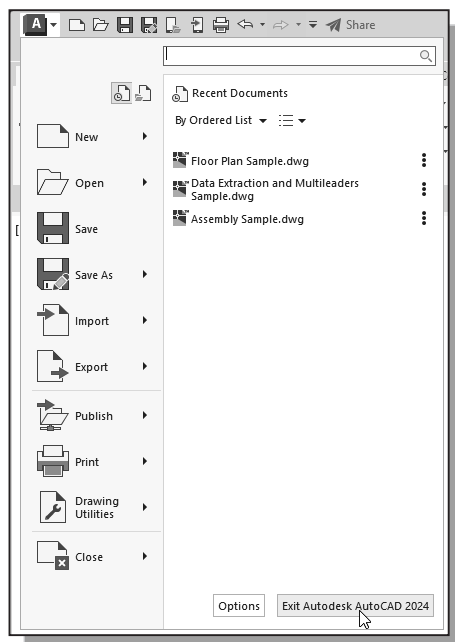 A
Share
Recent Documents
By Ordered List
New
Floor Plan Sample.dwg
Open
Data Extraction and Multileaders
Sample.dwg
Save
Assembly Sample.dwg
Save As
Import
Export
Publish
Print
Drawing
Utilities
Close
Options
Exit Autodesk AutoCAD 2024